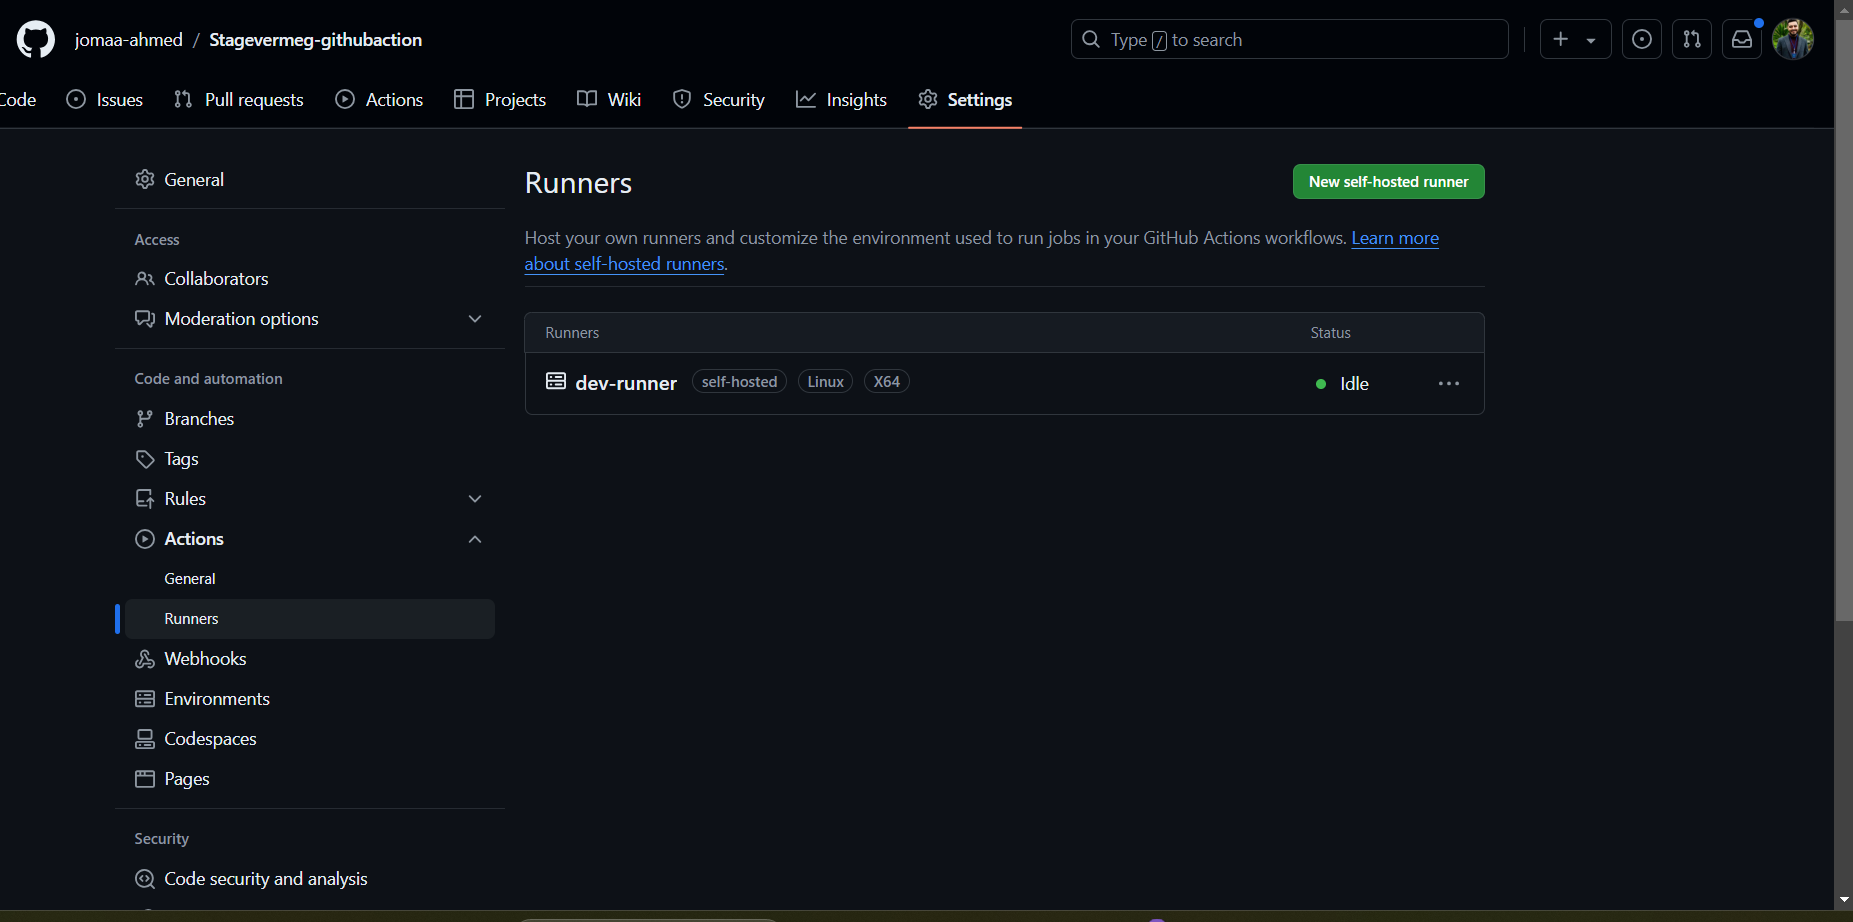 jomaa-ahmed / Stagevermeg-githubaction
Type / to search
Code Issues Pull requests Actions Projects Wiki Security Insights Settings
General
Access
Collaborators
Moderation options
Code and automation
Branches
Tags
Rules
Actions
General
Runners
Webhooks
Environments
Codespaces
Pages
Security
Code security and analysis
Runners
New self-hosted runner
Host your own runners and customize the environment used to run jobs in your GitHub Actions workflows. Learn more
about self-hosted runners.
Runners Status
dev-runner self-hosted Linux X64 Idle